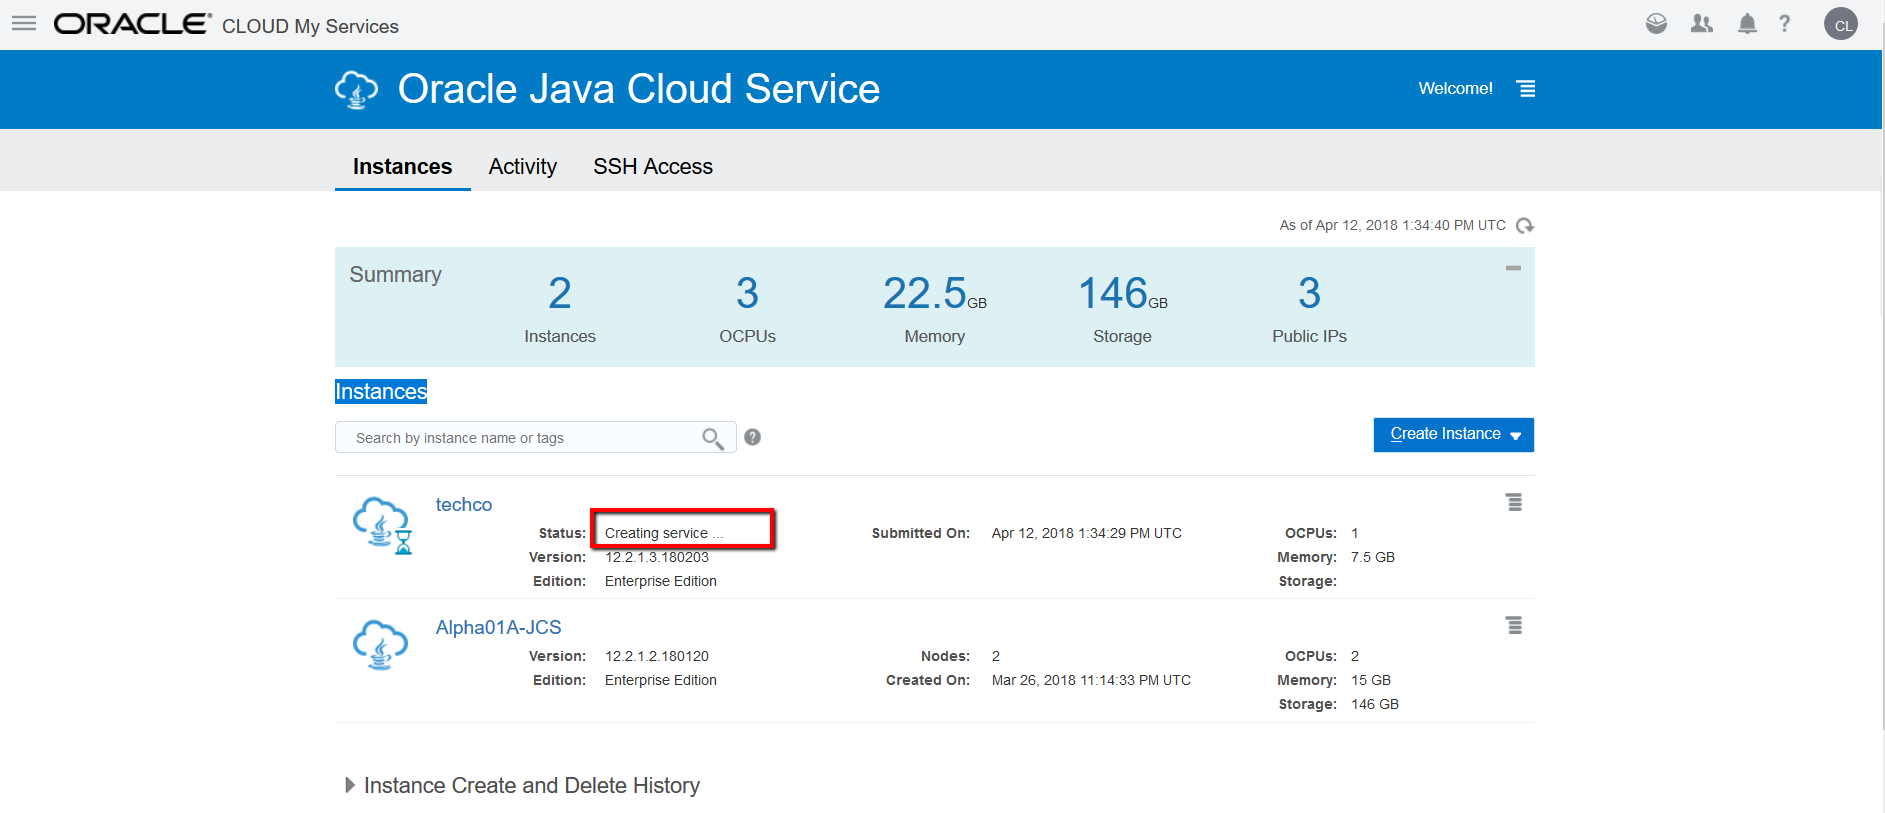 ORACLE® CLOUD My Services
? CL
Oracle Java Cloud Service
Welcome!
Instances Activity SSH Access
As of Apr 12, 2018 1:34:40 PM UTC
Summary
2 3 22.5GB 146GB 3
Instances OCPUs Memory Storage Public IPs
Instances
Search by instance name or tags ?
Create Instance
techco
Status: Creating service ... Submitted On: Apr 12, 2018 1:34:29 PM UTC OCPUs: 1
Version: 12.2.1.3.180203 Memory: 7.5 GB
Edition: Enterprise Edition Storage:
Alpha01A-JCS
Version: 12.2.1.2.180120 Nodes: 2 OCPUs: 2
Edition: Enterprise Edition Created On: Mar 26, 2018 11:14:33 PM UTC Memory: 15 GB
Storage: 146 GB
Instance Create and Delete History